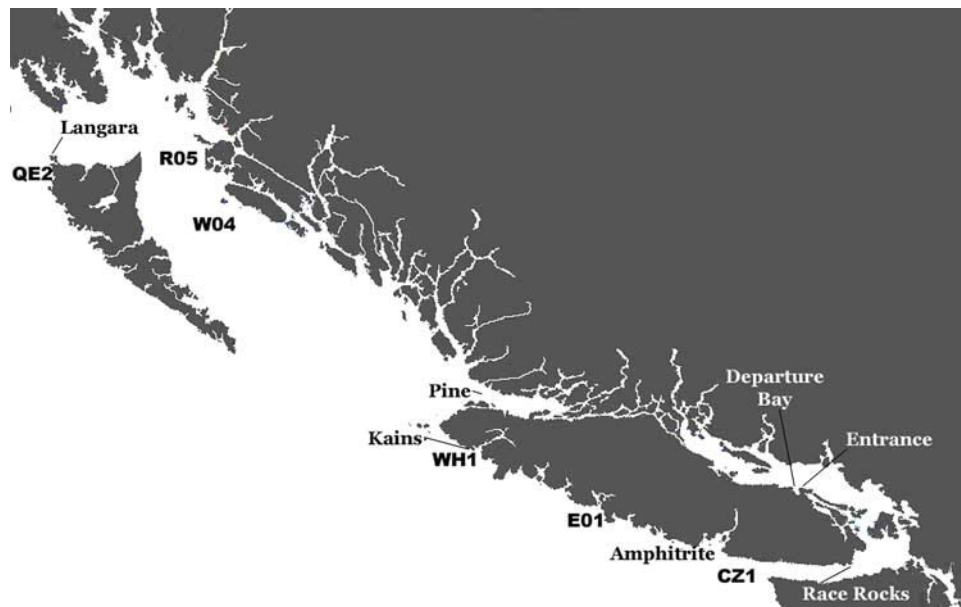 Langara
R05
QE2
W04
Departure
Bay
Pine
Entrance
Kains
WH1
E01
Amphitrite
CZ1
Race Rocks